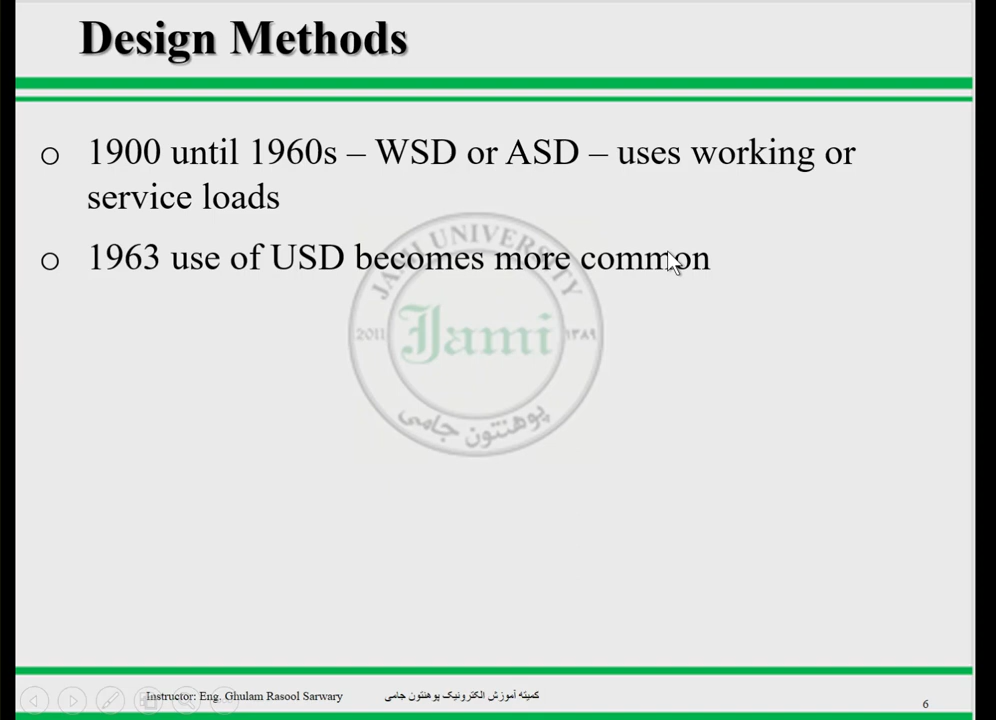 Design Methods
o 1900 until 1960s – WSD or ASD – uses working or
service loads
o 1963 use of USD becomes more common
JAMI UNIVERSITY
2011 Jami ١٣٨٩
پوهنتون جامی
Instructor: Eng. Ghulam Rasool Sarwary کمیته آموزش الکترونیک پوهنتون جامی
6